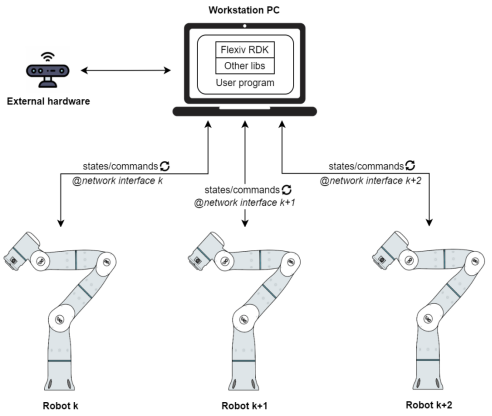 Workstation PC
Flexiv RDK
Other libs
User program
External hardware
states/commands
@network interface k
states/commands
@network interface k+1
states/commands
@network interface k+2
Robot k
Robot k+1
Robot k+2